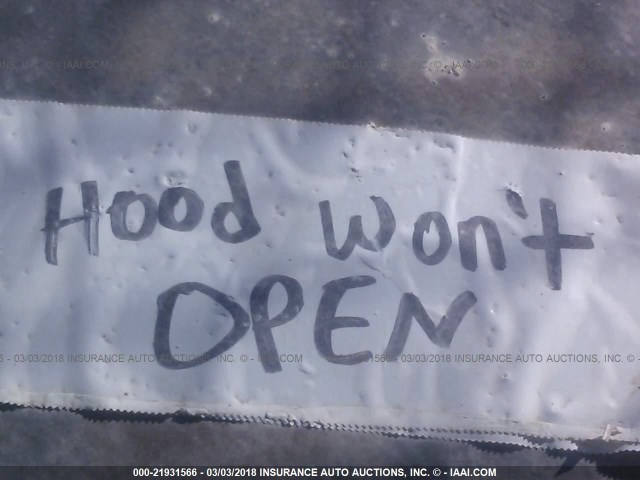 Hood won't
OPEN
000-21931566 - 03/03/2018 INSURANCE AUTO AUCTIONS, INC. © - IAAI.COM